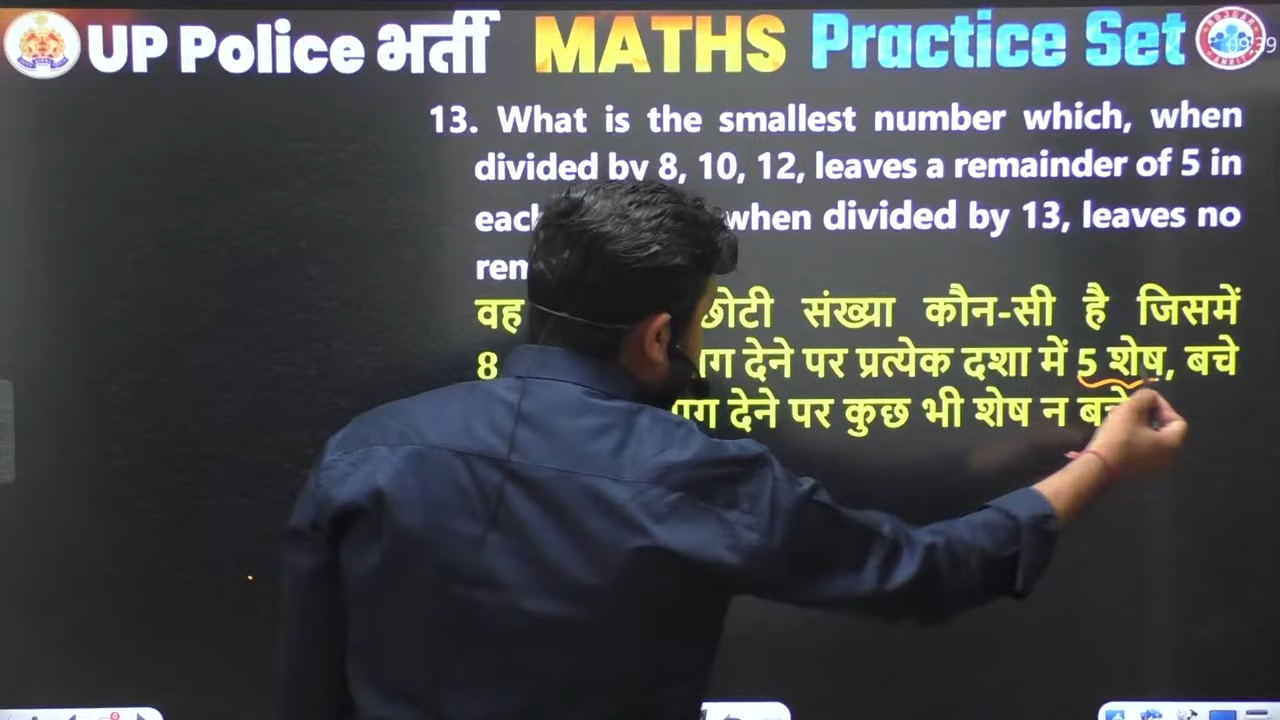 UP Police भर्ती MATHS Practice Set
09:39
13. What is the smallest number which, when
divided by 8, 10, 12, leaves a remainder of 5 in
when divided by 13, leaves no
वह संख्या कौन-सी है जिसमें
8 देने पर प्रत्येक दशा में 5 शेष, बचे
देने पर कुछ भी शेष न